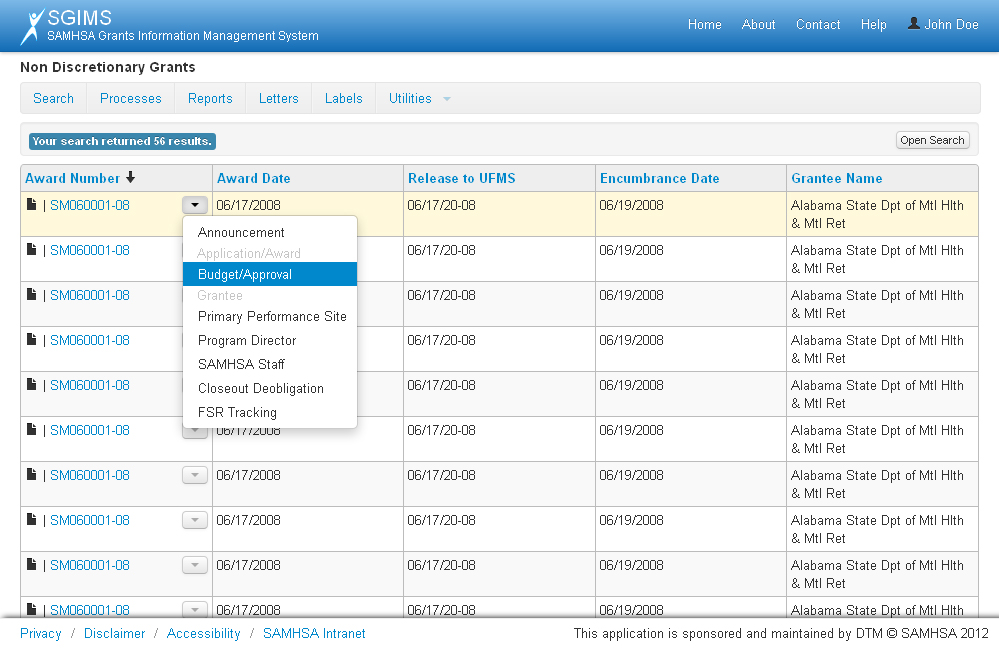 SGIMS
SAMHSA Grants Information Management System
Home About Contact Help John Doe
Non Discretionary Grants
Search Processes Reports Letters Labels Utilities
Your search returned 56 results. Open Search
Award Number Award Date Release to UFMS Encumbrance Date Grantee Name
| SM060001-08 06/17/2008 06/17/20-08 06/19/2008 Alabama State Dpt of Mtl Hlth
& Mtl Ret
Announcement
Application/Award
Budget/Approval
Grantee
Primary Performance Site
Program Director
SAMHSA Staff
Closeout Deobligation
FSR Tracking
| SM060001-08 06/17/20-08 06/19/2008 Alabama State Dpt of Mtl Hlth
& Mtl Ret
| SM060001-08 06/17/20-08 06/19/2008 Alabama State Dpt of Mtl Hlth
& Mtl Ret
| SM060001-08 06/17/20-08 06/19/2008 Alabama State Dpt of Mtl Hlth
& Mtl Ret
| SM060001-08 06/17/20-08 06/19/2008 Alabama State Dpt of Mtl Hlth
& Mtl Ret
| SM060001-08 06/17/2008 06/17/20-08 06/19/2008 Alabama State Dpt of Mtl Hlth
& Mtl Ret
| SM060001-08 06/17/2008 06/17/20-08 06/19/2008 Alabama State Dpt of Mtl Hlth
& Mtl Ret
| SM060001-08 06/17/2008 06/17/20-08 06/19/2008 Alabama State Dpt of Mtl Hlth
& Mtl Ret
| SM060001-08 06/17/2008 06/17/20-08 06/19/2008 Alabama State Dpt of Mtl Hlth
& Mtl Ret
| SM060001-08 06/17/2008 06/17/20-08 06/19/2008 Alabama State Dpt of Mtl Hlth
Privacy / Disclaimer / Accessibility / SAMHSA Intranet This application is sponsored and maintained by DTM © SAMHSA 2012